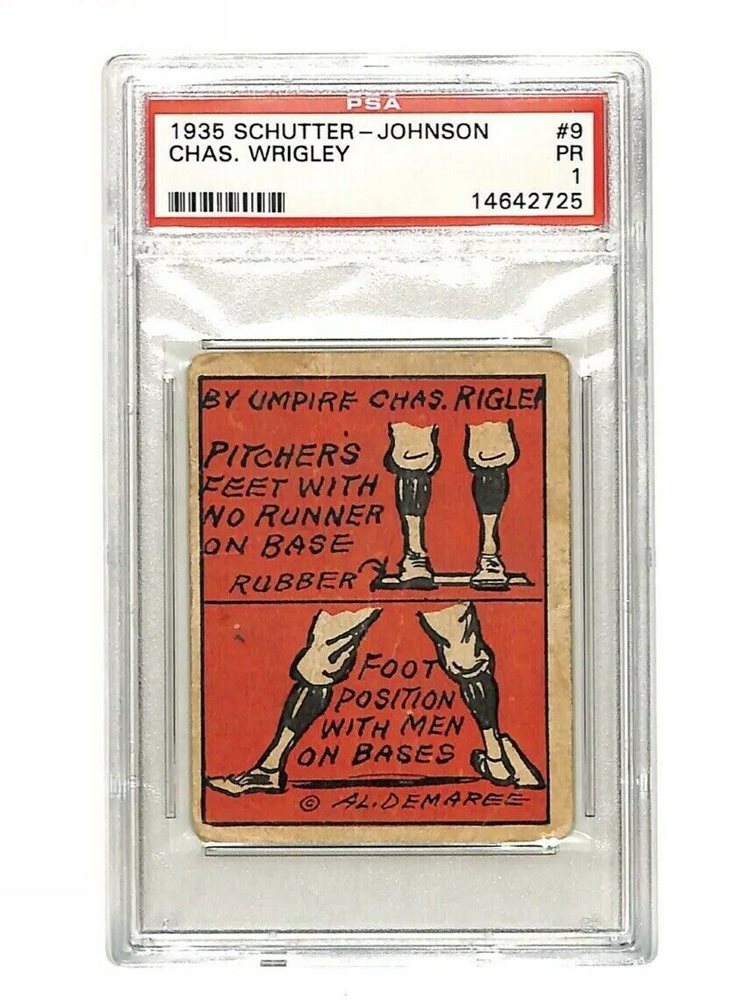 PSA
1935 SCHUTTER-JOHNSON #9
CHAS. WRIGLEY PR
1
14642725
BY UMPIRE CHAS. RIGLER
PITCHER'S
FEET WITH
NO RUNNER
ON BASE
RUBBER
FOOT
POSITION
WITH MEN
ON BASES
© AL. DEMAREE